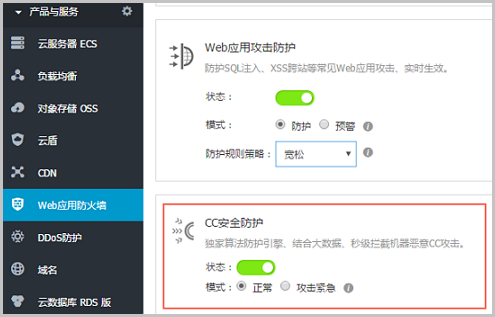 产品与服务
云服务器 ECS
负载均衡
对象存储 OSS
云盾
CDN
Web应用防火墙
DDoS防护
域名
云数据库 RDS 版
Web应用攻击防护
防护SQL注入、XSS跨站等常见Web应用攻击、实时生效。
状态：
模式： 防护 预警
防护规则策略： 宽松
CC安全防护
独家算法防护引擎、结合大数据、秒级拦截机器恶意CC攻击。
状态：
模式： 正常 攻击紧急